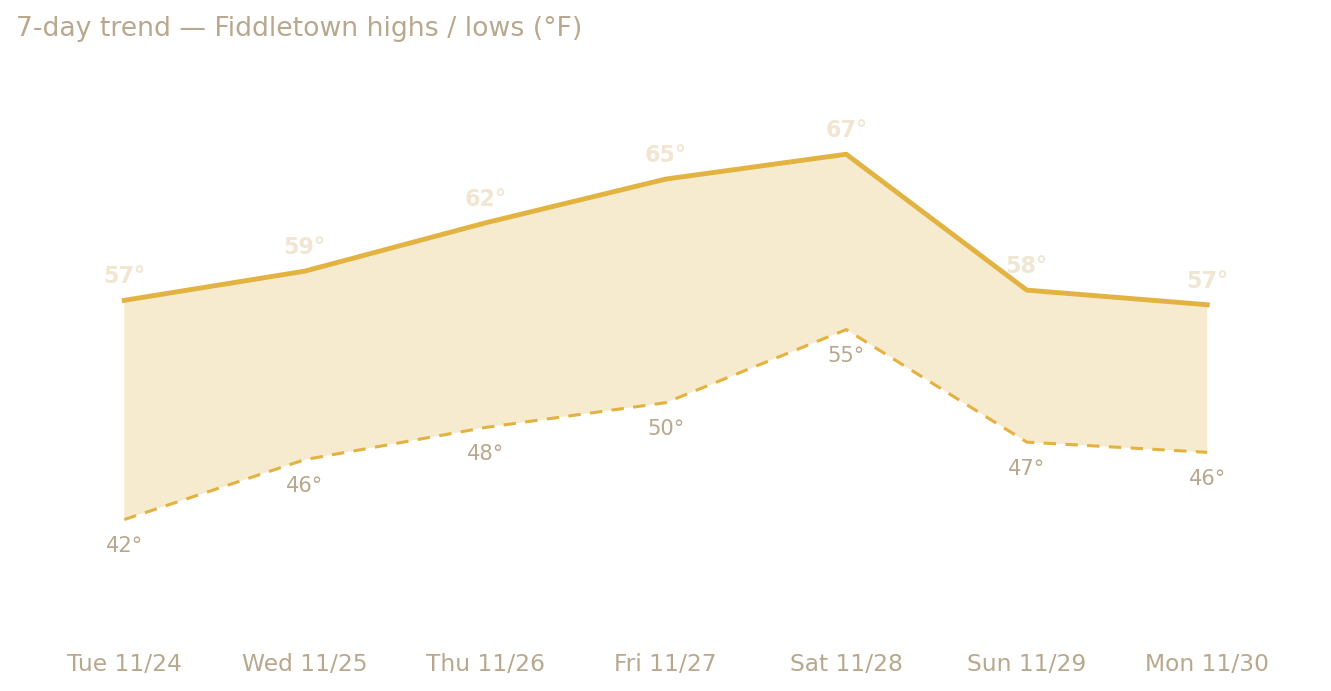 7-day trend — Fiddletown highs / lows (°F)
57° 59° 62° 65° 67° 58° 57°
42° 46° 48° 50° 55° 47° 46°
Tue 11/24 Wed 11/25 Thu 11/26 Fri 11/27 Sat 11/28 Sun 11/29 Mon 11/30